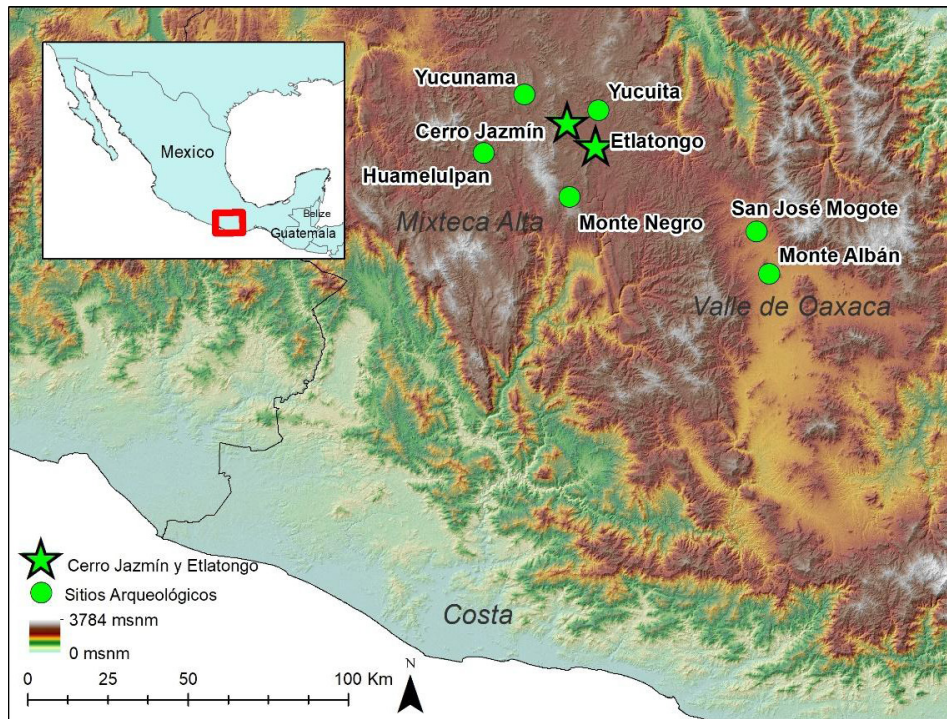 Mexico
Belize
Guatemala
Yucunama
Yucuita
Cerro Jazmín
Etlatongo
Huamelulpan
Mixteca Alta
Monte Negro
San José Mogote
Monte Albán
Valle de Oaxaca
Costa
Cerro Jazmín y Etlatongo
Sitios Arqueológicos
3784 msnm
0 msnm
0 25 50 100 Km
N